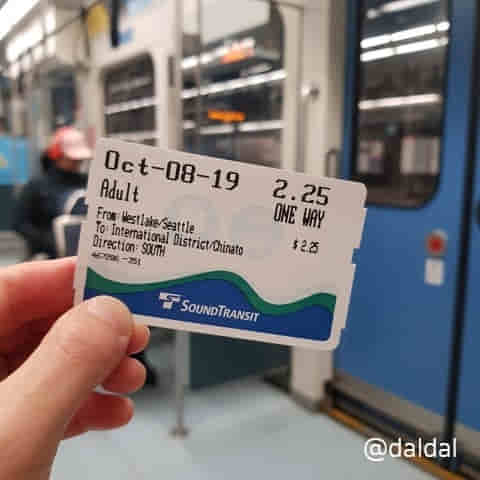 Oct-08-19 2.25
Adult ONE WAY
From: Westlake/Seattle $ 2.25
To: International District/Chinato
Direction: SOUTH
SOUNDTRANSIT
@daldal